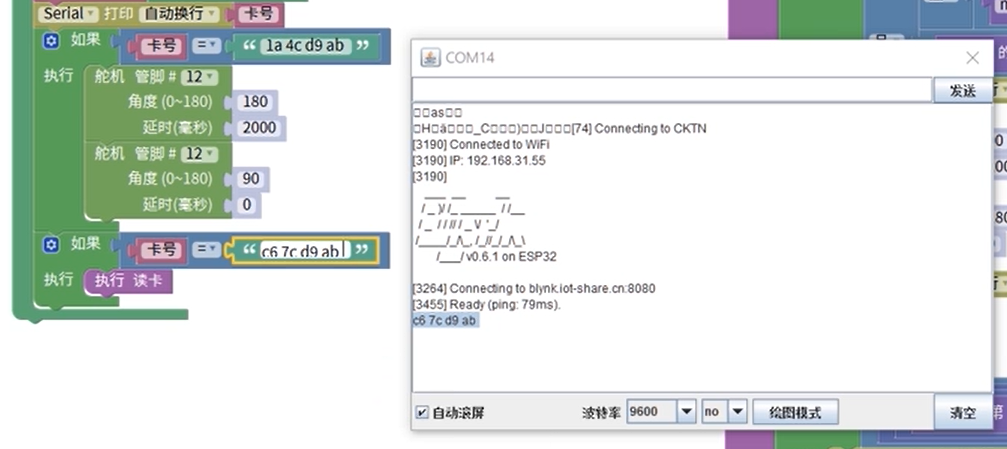 Serial 打印 自动换行 卡号
如果 卡号 = “ 1a 4c d9 ab ”
执行 舵机 管脚 # 12
角度 (0~180) 180
延时(毫秒) 2000
舵机 管脚 # 12
角度 (0~180) 90
延时(毫秒) 0
如果 卡号 = “ c6 7c d9 ab ”
执行 执行 读卡
COM14
发送
[74] Connecting to CKTN
[3190] Connected to WiFi
[3190] IP: 192.168.31.55
[3190]
/___/ v0.6.1 on ESP32
[3264] Connecting to blynk.iot-share.cn:8080
[3455] Ready (ping: 79ms).
c6 7c d9 ab
自动滚屏 波特率 9600 no 绘图模式 清空
的
第